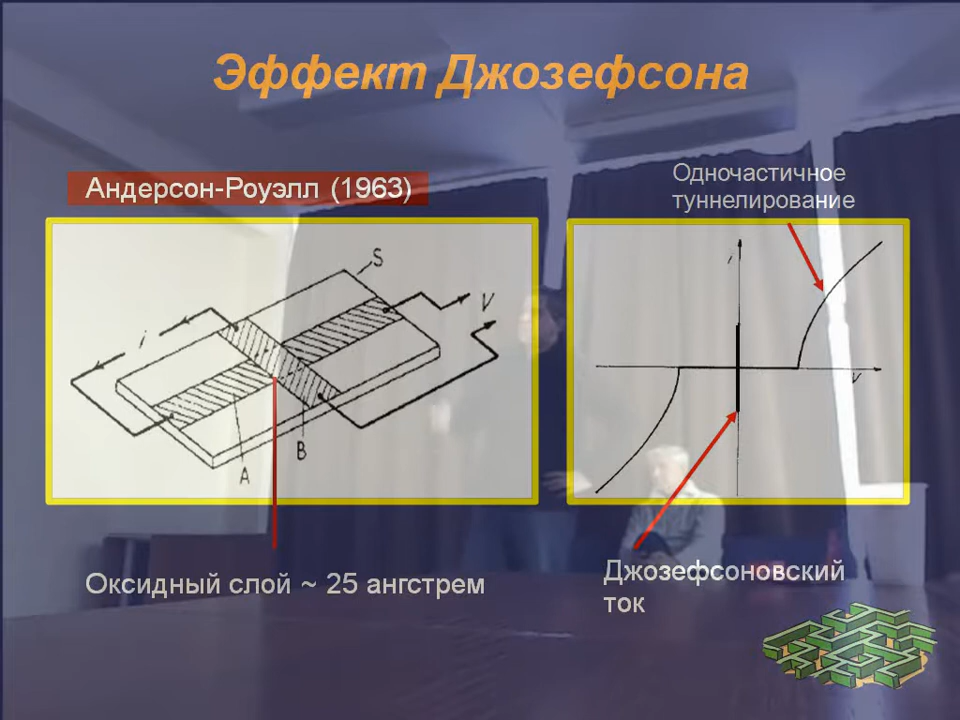 Эффект Джозефсона
Андерсон-Роуэлл (1963)
Одночастичное
туннелирование
S
V
i
A
B
i
V
Оксидный слой ~ 25 ангстрем
Джозефсоновский
ток